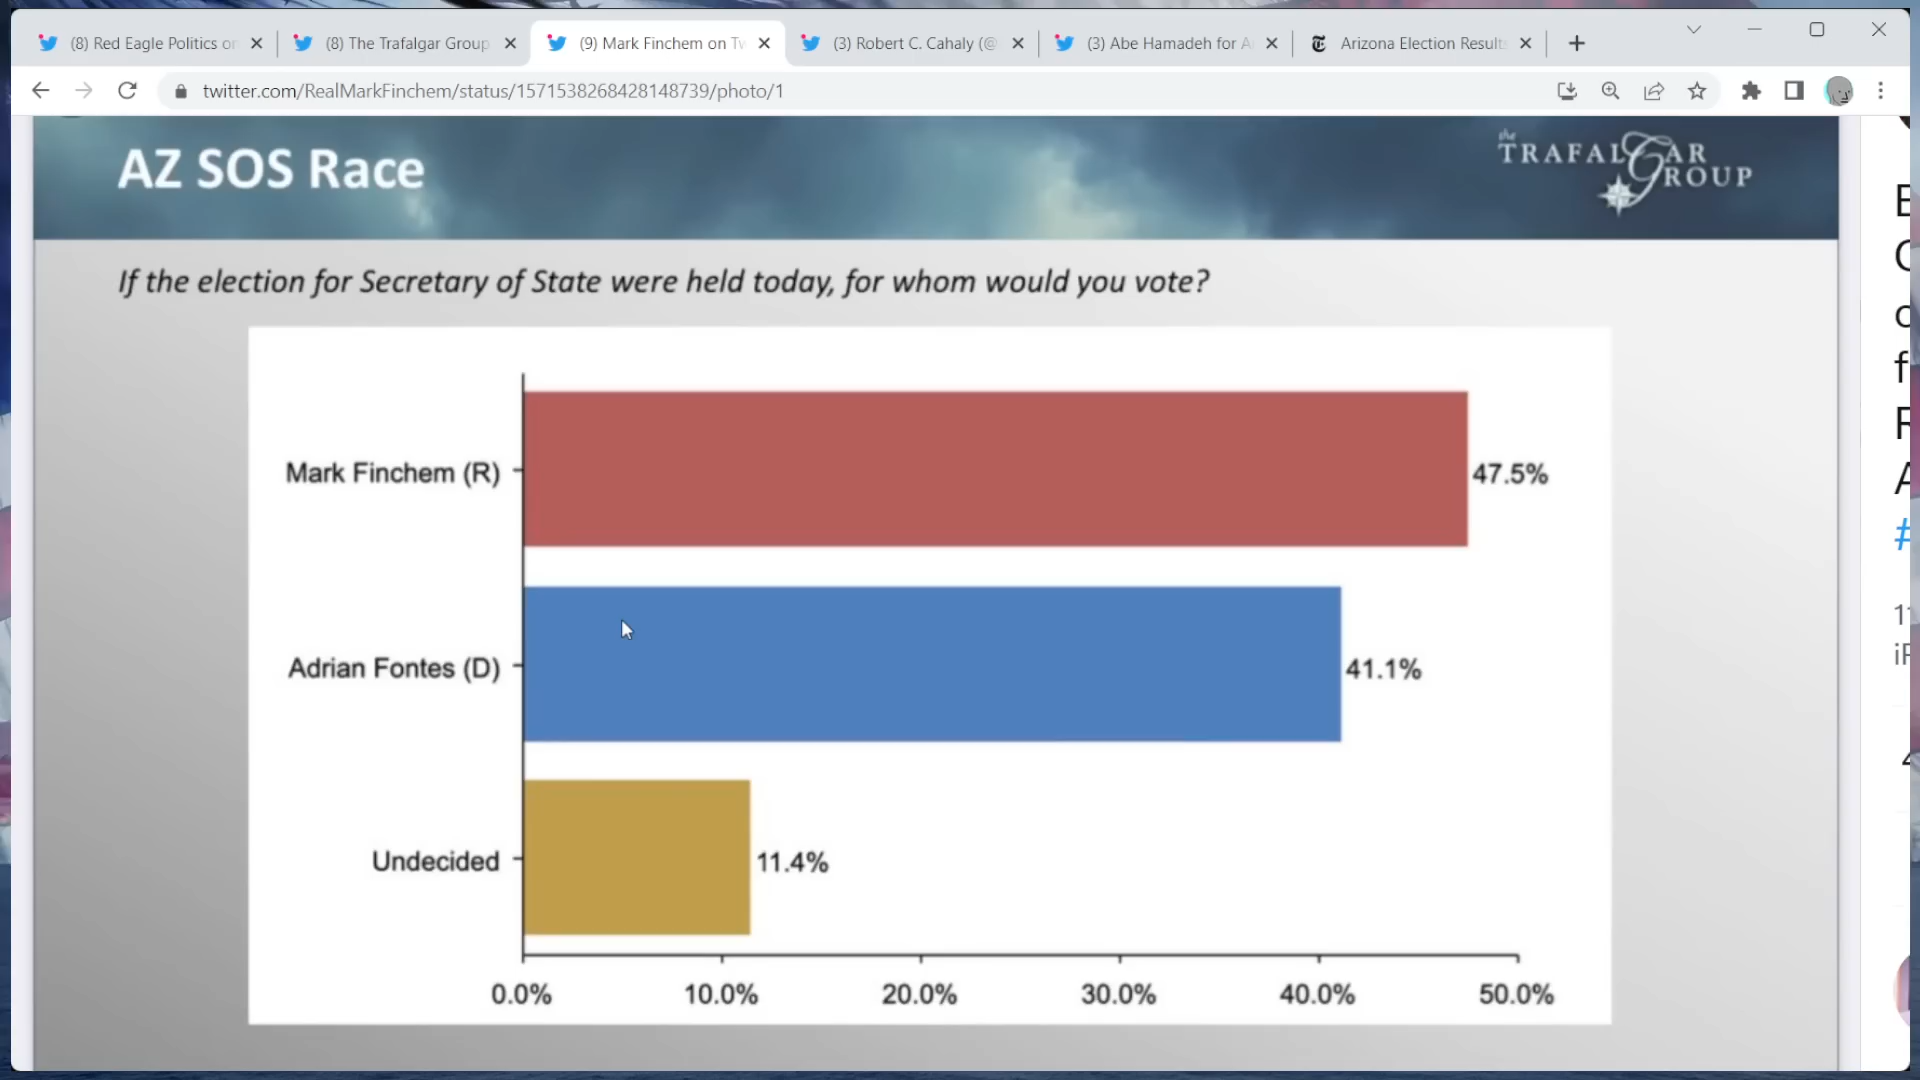 (8) Red Eagle Politics o
(8) The Trafalgar Group
(9) Mark Finchem on Tw
(3) Robert C. Cahaly (@
(3) Abe Hamadeh for A
Arizona Election Results
twitter.com/RealMarkFinchem/status/1571538268428148739/photo/1
AZ SOS Race
the
TRAFALGAR
GROUP
If the election for Secretary of State were held today, for whom would you vote?
Mark Finchem (R)
47.5%
Adrian Fontes (D)
41.1%
Undecided
11.4%
0.0%
10.0%
20.0%
30.0%
40.0%
50.0%
#